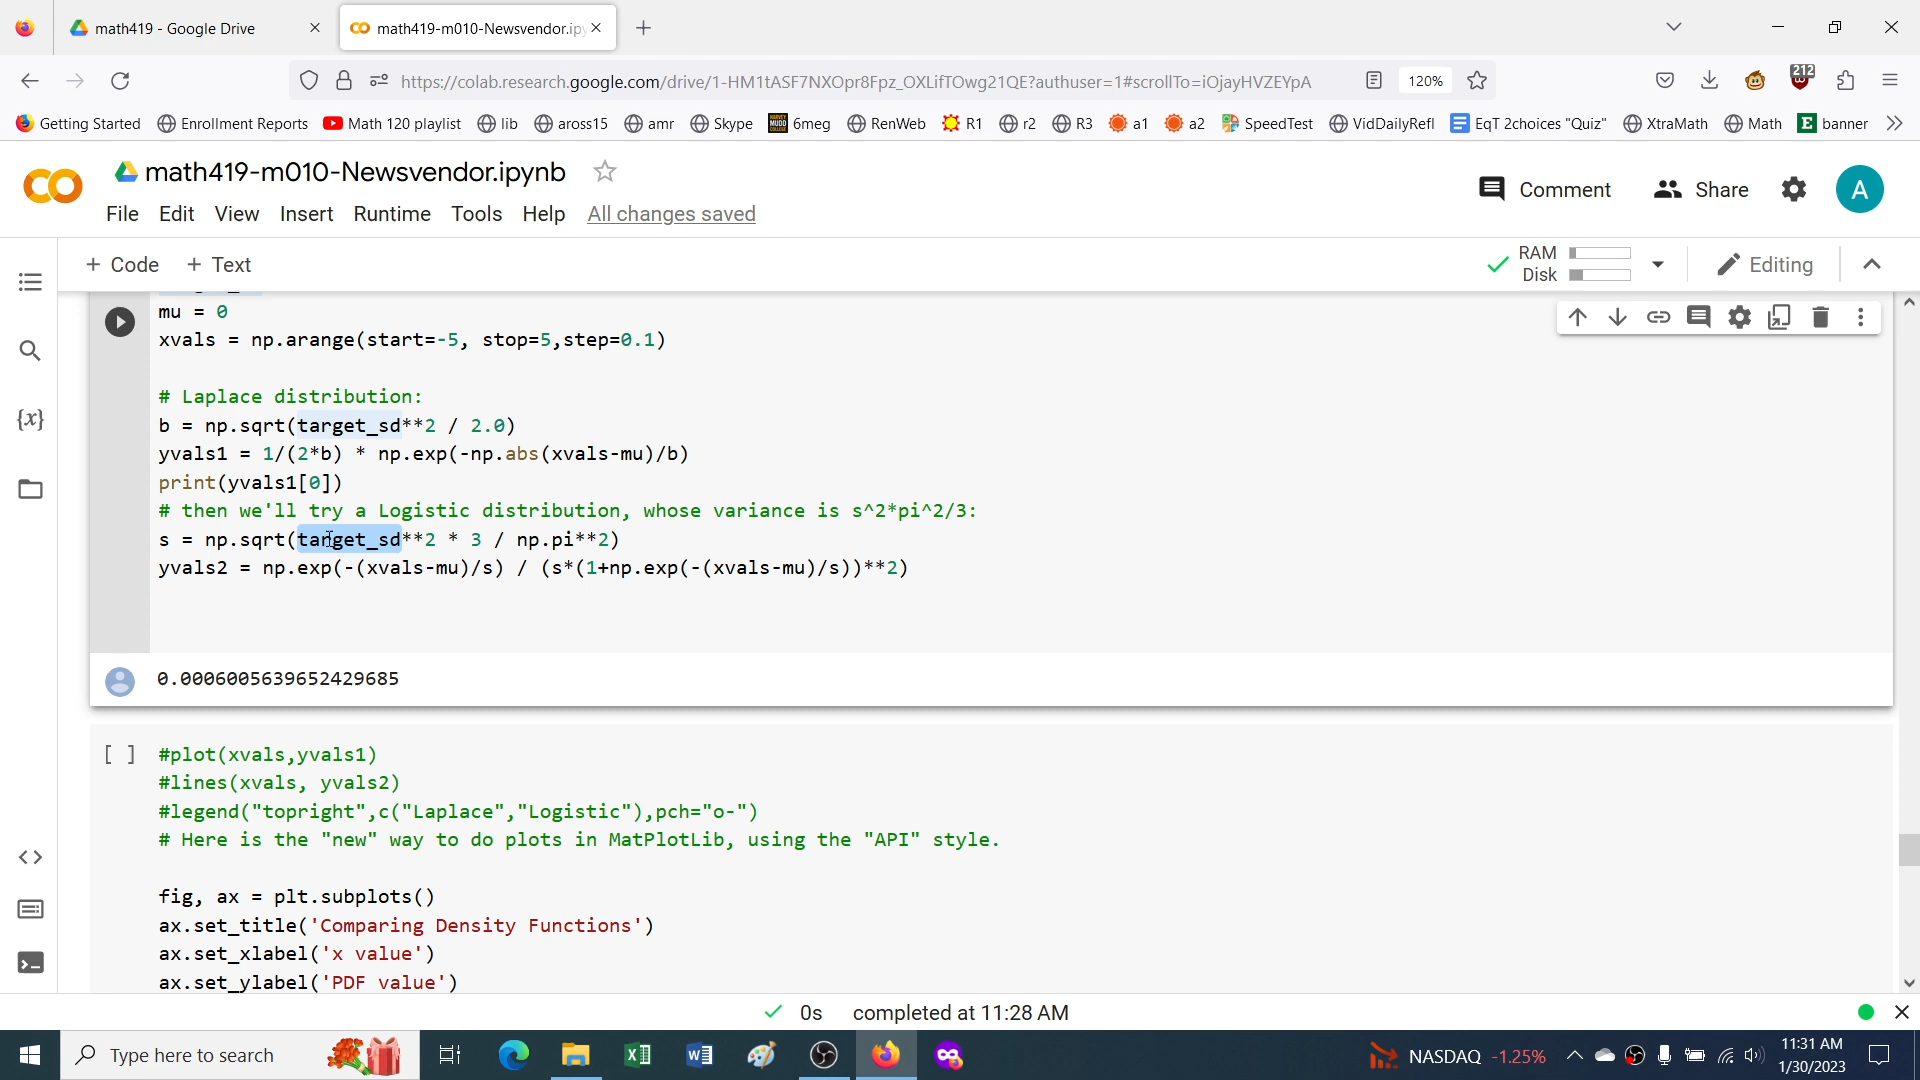 math419 - Google Drive
math419-m010-Newsvendor.ipy
https://colab.research.google.com/drive/1-HM1tASF7NXOpr8Fpz_OXLifTOwg21QE?authuser=1#scrollTo=iOjayHVZEYpA
120%
212
Getting Started
Enrollment Reports
Math 120 playlist
lib
aross15
amr
Skype
6meg
RenWeb
R1
r2
R3
a1
a2
SpeedTest
VidDailyRefl
EqT 2choices "Quiz"
XtraMath
Math
banner
math419-m010-Newsvendor.ipynb
Comment
Share
A
File Edit View Insert Runtime Tools Help All changes saved
+ Code + Text
RAM
Disk
Editing
mu = 0
xvals = np.arange(start=-5, stop=5,step=0.1)
# Laplace distribution:
b = np.sqrt(target_sd**2 / 2.0)
yvals1 = 1/(2*b) * np.exp(-np.abs(xvals-mu)/b)
print(yvals1[0])
# then we'll try a Logistic distribution, whose variance is s^2*pi^2/3:
s = np.sqrt(target_sd**2 * 3 / np.pi**2)
yvals2 = np.exp(-(xvals-mu)/s) / (s*(1+np.exp(-(xvals-mu)/s))**2)
0.0006005639652429685
[ ]
#plot(xvals,yvals1)
#lines(xvals, yvals2)
#legend("topright",c("Laplace","Logistic"),pch="o-")
# Here is the "new" way to do plots in MatPlotLib, using the "API" style.
fig, ax = plt.subplots()
ax.set_title('Comparing Density Functions')
ax.set_xlabel('x value')
ax.set_ylabel('PDF value')
0s completed at 11:28 AM
Type here to search
NASDAQ -1.25%
11:31 AM
1/30/2023